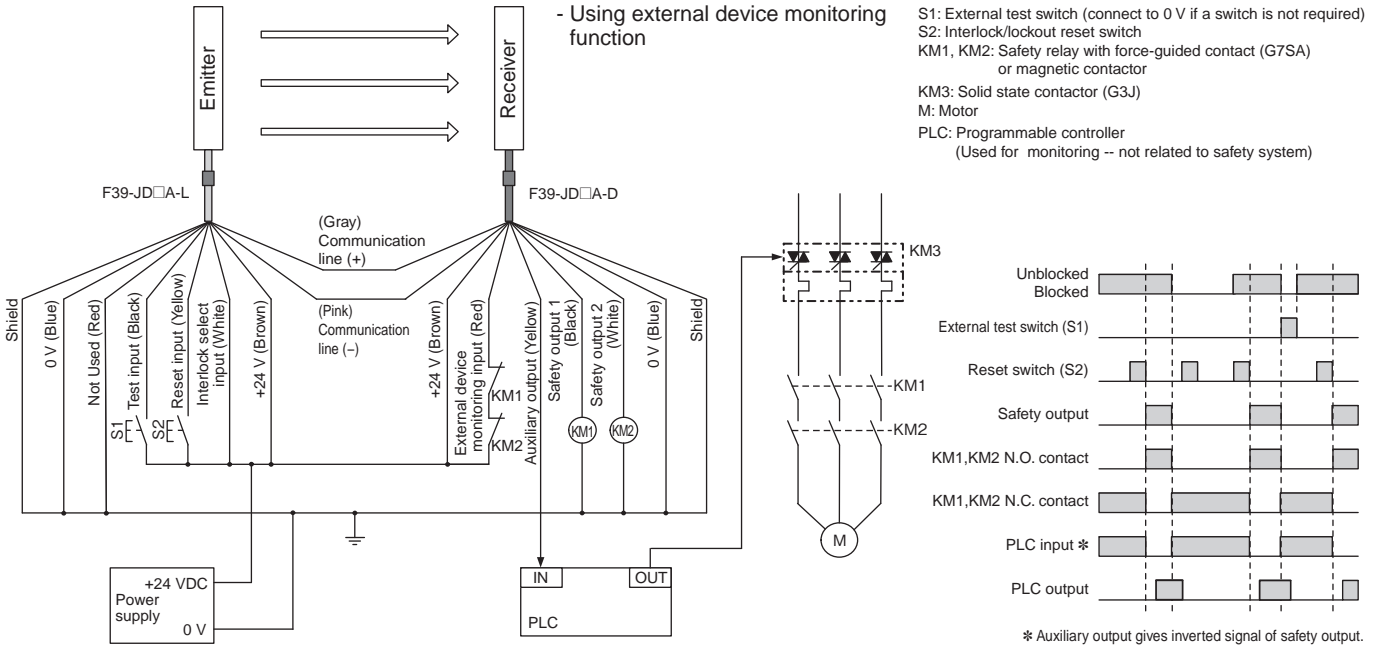 - Using external device monitoring
function
S1: External test switch (connect to 0 V if a switch is not required)
S2: Interlock/lockout reset switch
KM1, KM2: Safety relay with force-guided contact (G7SA)
or magnetic contactor
KM3: Solid state contactor (G3J)
M: Motor
PLC: Programmable controller
(Used for monitoring -- not related to safety system)
Emitter
Receiver
F39-JD□A-L
F39-JD□A-D
(Gray)
Communication
line (+)
(Pink)
Communication
line (−)
Shield
0 V (Blue)
Not Used (Red)
Test input (Black)
Reset input (Yellow)
Interlock select
input (White)
+24 V (Brown)
+24 V (Brown)
External device
monitoring input (Red)
Auxiliary output (Yellow)
Safety output 1
(Black)
Safety output 2
(White)
0 V (Blue)
Shield
S1
S2
KM1
KM2
KM1
KM2
KM3
KM1
KM2
M
+24 VDC
Power
supply
0 V
IN
OUT
PLC
Unblocked
Blocked
External test switch (S1)
Reset switch (S2)
Safety output
KM1,KM2 N.O. contact
KM1,KM2 N.C. contact
PLC input ✻
PLC output
✻ Auxiliary output gives inverted signal of safety output.